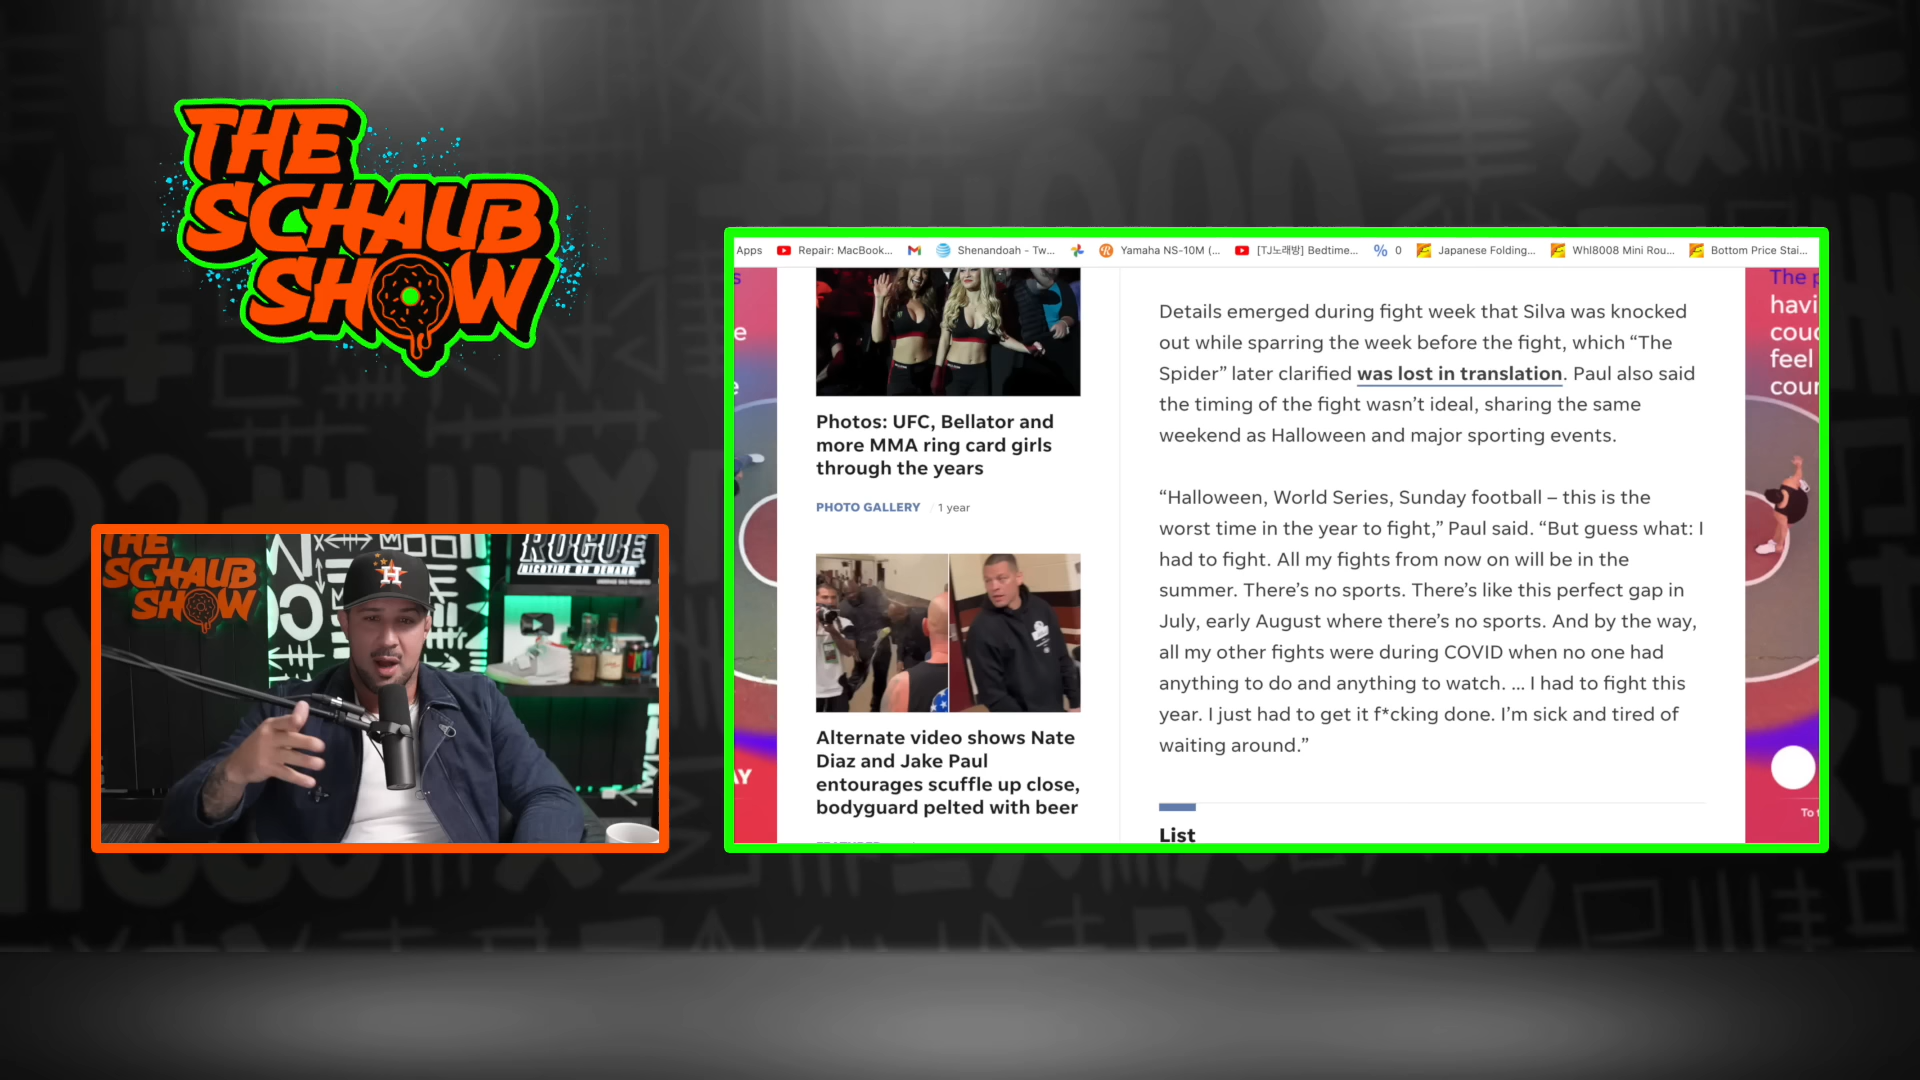 THE
SCHAUB
SHOW
THE
SCHAUB
SHOW
ROGUE
NICOTINE ON DEMAND
H
Apps
Repair: MacBook...
Shenandoah - Tw...
Yamaha NS-10M (...
[TJ노래방] Bedtime...
0
Japanese Folding...
Whl8008 Mini Rou...
Bottom Price Stai...
Photos: UFC, Bellator and
more MMA ring card girls
through the years
PHOTO GALLERY / 1 year
Alternate video shows Nate
Diaz and Jake Paul
entourages scuffle up close,
bodyguard pelted with beer
Details emerged during fight week that Silva was knocked
out while sparring the week before the fight, which “The
Spider” later clarified was lost in translation. Paul also said
the timing of the fight wasn’t ideal, sharing the same
weekend as Halloween and major sporting events.
“Halloween, World Series, Sunday football – this is the
worst time in the year to fight,” Paul said. “But guess what: I
had to fight. All my fights from now on will be in the
summer. There’s no sports. There’s like this perfect gap in
July, early August where there’s no sports. And by the way,
all my other fights were during COVID when no one had
anything to do and anything to watch. … I had to fight this
year. I just had to get it f*cking done. I’m sick and tired of
waiting around.”
List
The p
havi
couc
feel
cour
AY